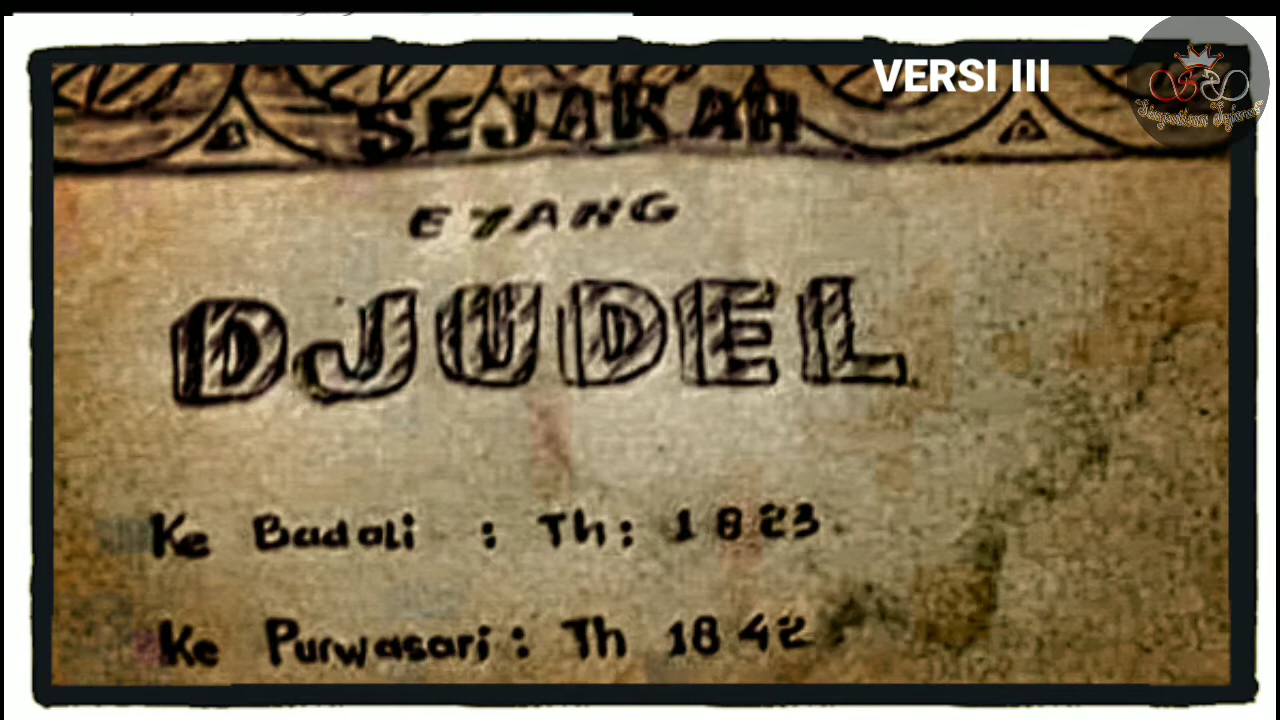 VERSI III
SEJARAH
EYANG
DJUDEL
Ke Badali : Th: 1823
Ke Purwasari : Th 1842